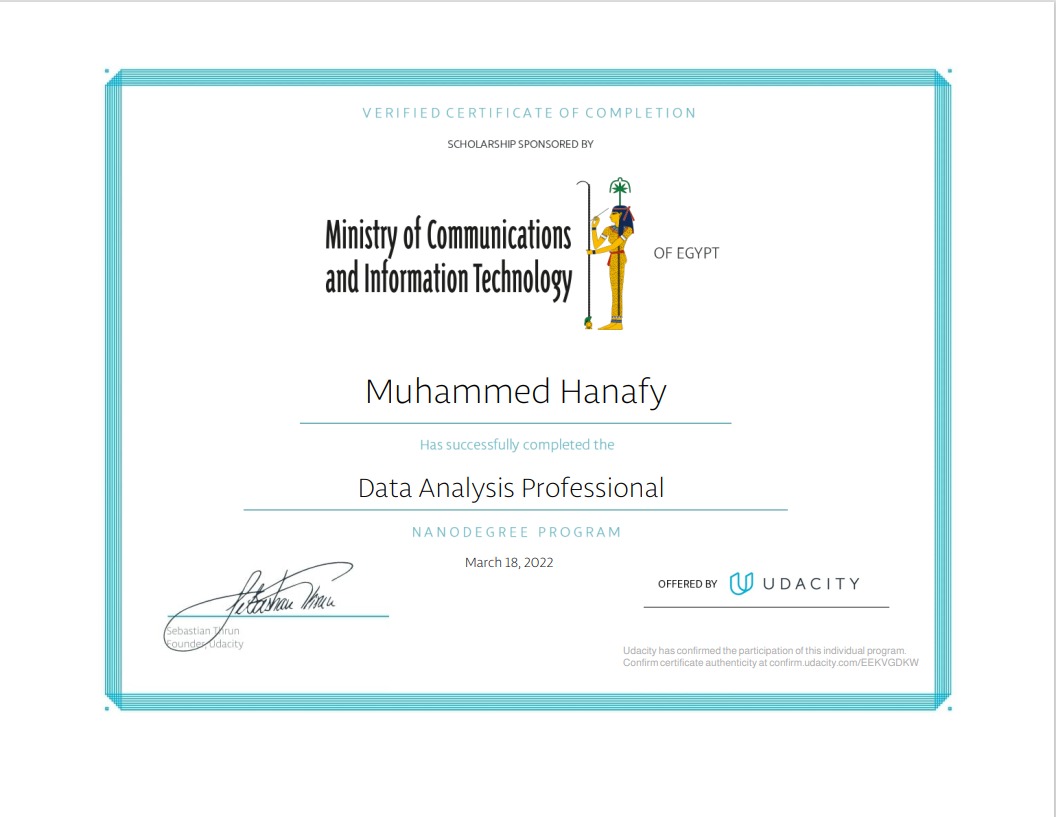 VERIFIED CERTIFICATE OF COMPLETION
SCHOLARSHIP SPONSORED BY
Ministry of Communications
and Information Technology
OF EGYPT
Muhammed Hanafy
Has successfully completed the
Data Analysis Professional
NANODEGREE PROGRAM
March 18, 2022
Sebastian Thrun
OFFERED BY UDACITY
Sebastian Thrun
Founder, Udacity
Udacity has confirmed the participation of this individual program.
Confirm certificate authenticity at confirm.udacity.com/EEKVGDKW